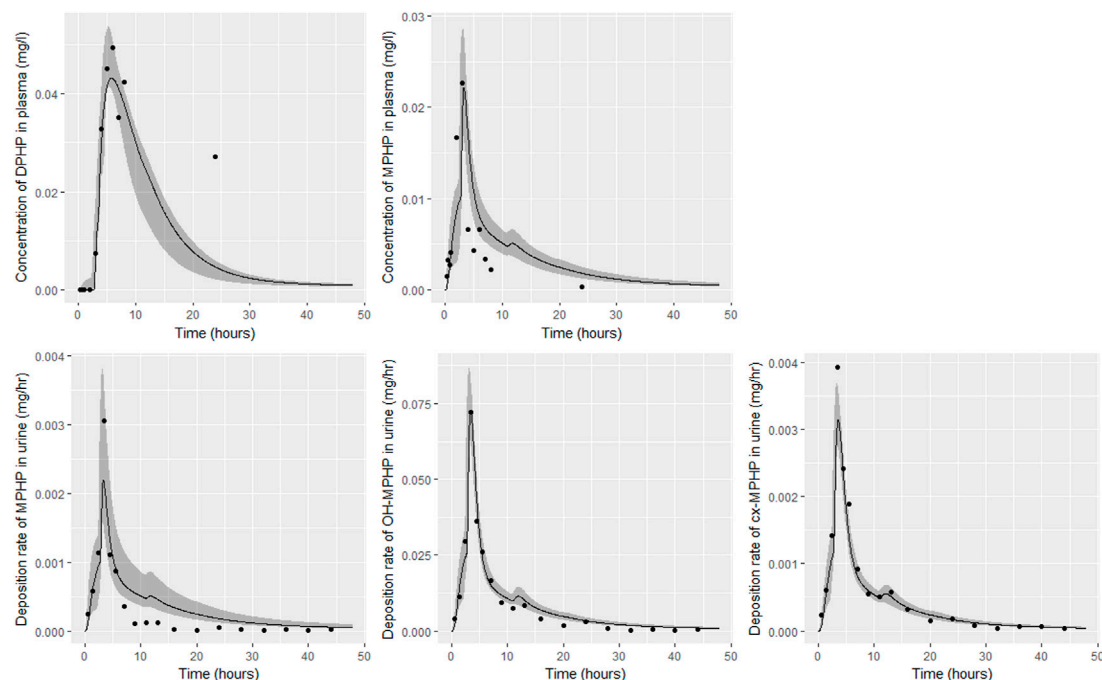 Concentration of DPHP in plasma (mg/l)
0.04
0.02
0.00
0 10 20 30 40 50
Time (hours)
Concentration of MPHP in plasma (mg/l)
0.03
0.02
0.01
0.00
0 10 20 30 40 50
Time (hours)
Deposition rate of MPHP in urine (mg/hr)
0.004
0.003
0.002
0.001
0.000
0 10 20 30 40 50
Time (hours)
Deposition rate of OH-MPHP in urine (mg/hr)
0.075
0.050
0.025
0.000
0 10 20 30 40 50
Time (hours)
Deposition rate of cx-MPHP in urine (mg/hr)
0.004
0.003
0.002
0.001
0.000
0 10 20 30 40 50
Time (hours)